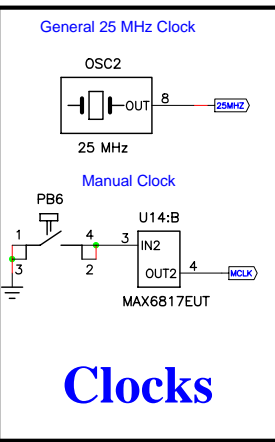 General 25 MHz Clock
OSC2
OUT
8
25MHZ
25 MHz
Manual Clock
PB6
U14:B
1
4
3
IN2
3
2
OUT2
4
MCLK
MAX6817EUT
Clocks